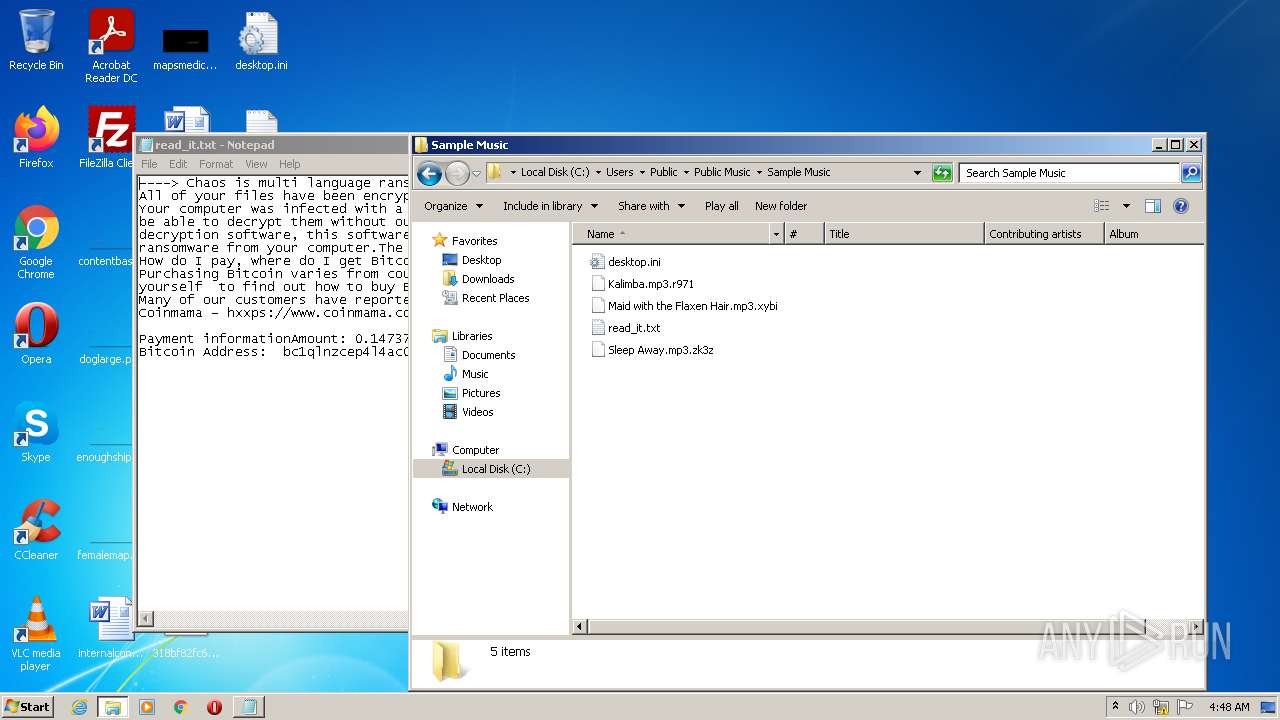 Recycle Bin
Acrobat Reader DC
mapsmedic...
desktop.ini
Firefox
FileZilla Clie
Google Chrome
contentbas
Opera
doglarge.p
Skype
enoughship
CCleaner
femalemap.
VLC media player
internalcon...
318bf82fc6...
read_it.txt - Notepad
File Edit Format View Help
----> Chaos is multi language rans
All of your files have been encryp
Your computer was infected with a
be able to decrypt them without o
decryption software, this software
ransomware from your computer.The
How do I pay, where do I get Bitco
Purchasing Bitcoin varies from cou
yourself to find out how to buy B
Many of our customers have reporte
Coinmama - hxxps://www.coinmama.co
Payment informationAmount: 0.14737
Bitcoin Address: bc1qlnzcep4l4ac0
Sample Music
Local Disk (C:) Users Public Public Music Sample Music
Search Sample Music
Organize Include in library Share with Play all New folder
Favorites
Desktop
Downloads
Recent Places
Libraries
Documents
Music
Pictures
Videos
Computer
Local Disk (C:)
Network
Name # Title Contributing artists Album
desktop.ini
Kalimba.mp3.r971
Maid with the Flaxen Hair.mp3.xybi
read_it.txt
Sleep Away.mp3.zk3z
5 items
ANY RUN
Start
4:48 AM